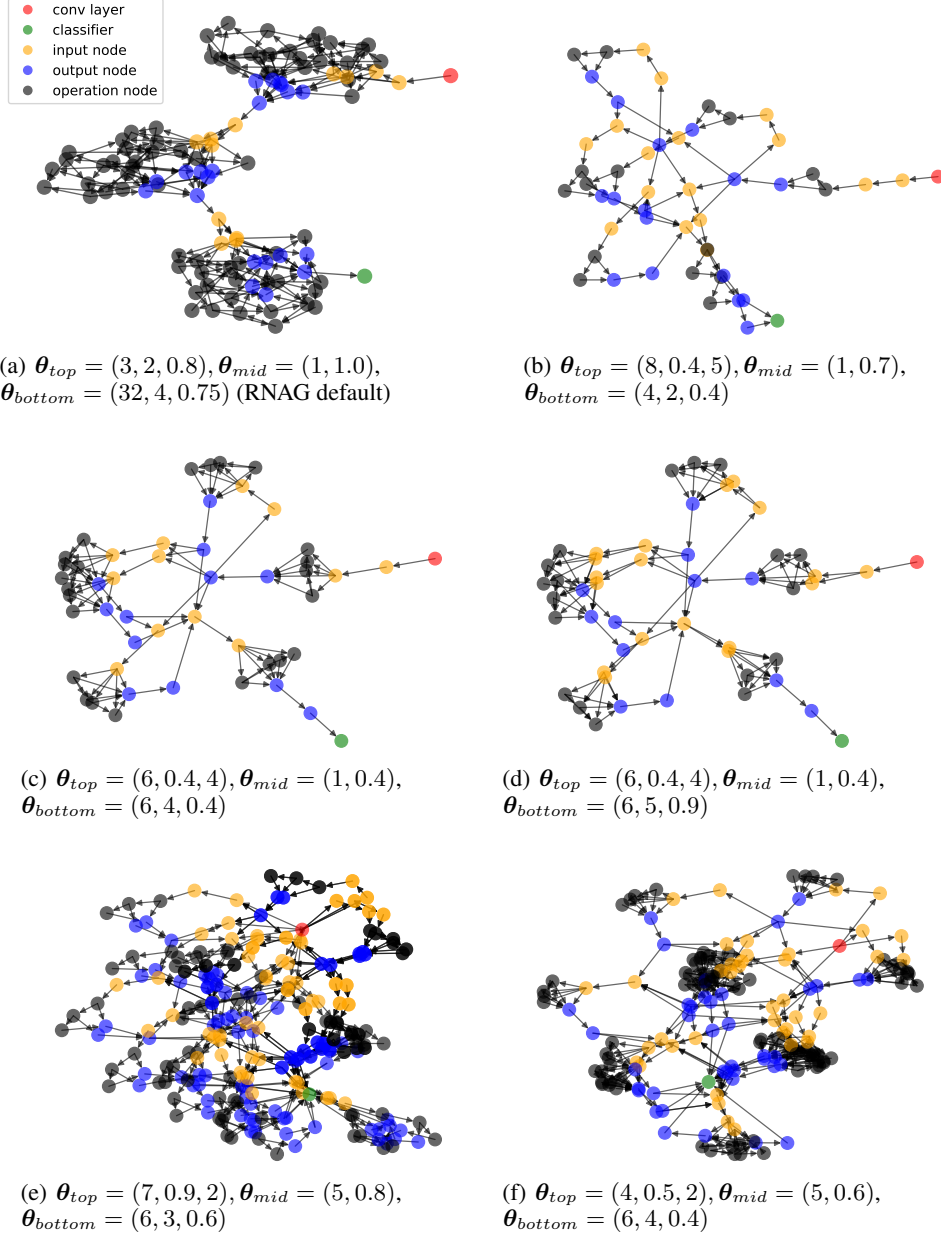 conv layer
classifier
input node
output node
operation node
(a) θ_top = (3, 2, 0.8), θ_mid = (1, 1.0),
θ_bottom = (32, 4, 0.75) (RNAG default)
(b) θ_top = (8, 0.4, 5), θ_mid = (1, 0.7),
θ_bottom = (4, 2, 0.4)
(c) θ_top = (6, 0.4, 4), θ_mid = (1, 0.4),
θ_bottom = (6, 4, 0.4)
(d) θ_top = (6, 0.4, 4), θ_mid = (1, 0.4),
θ_bottom = (6, 5, 0.9)
(e) θ_top = (7, 0.9, 2), θ_mid = (5, 0.8),
θ_bottom = (6, 3, 0.6)
(f) θ_top = (4, 0.5, 2), θ_mid = (5, 0.6),
θ_bottom = (6, 4, 0.4)